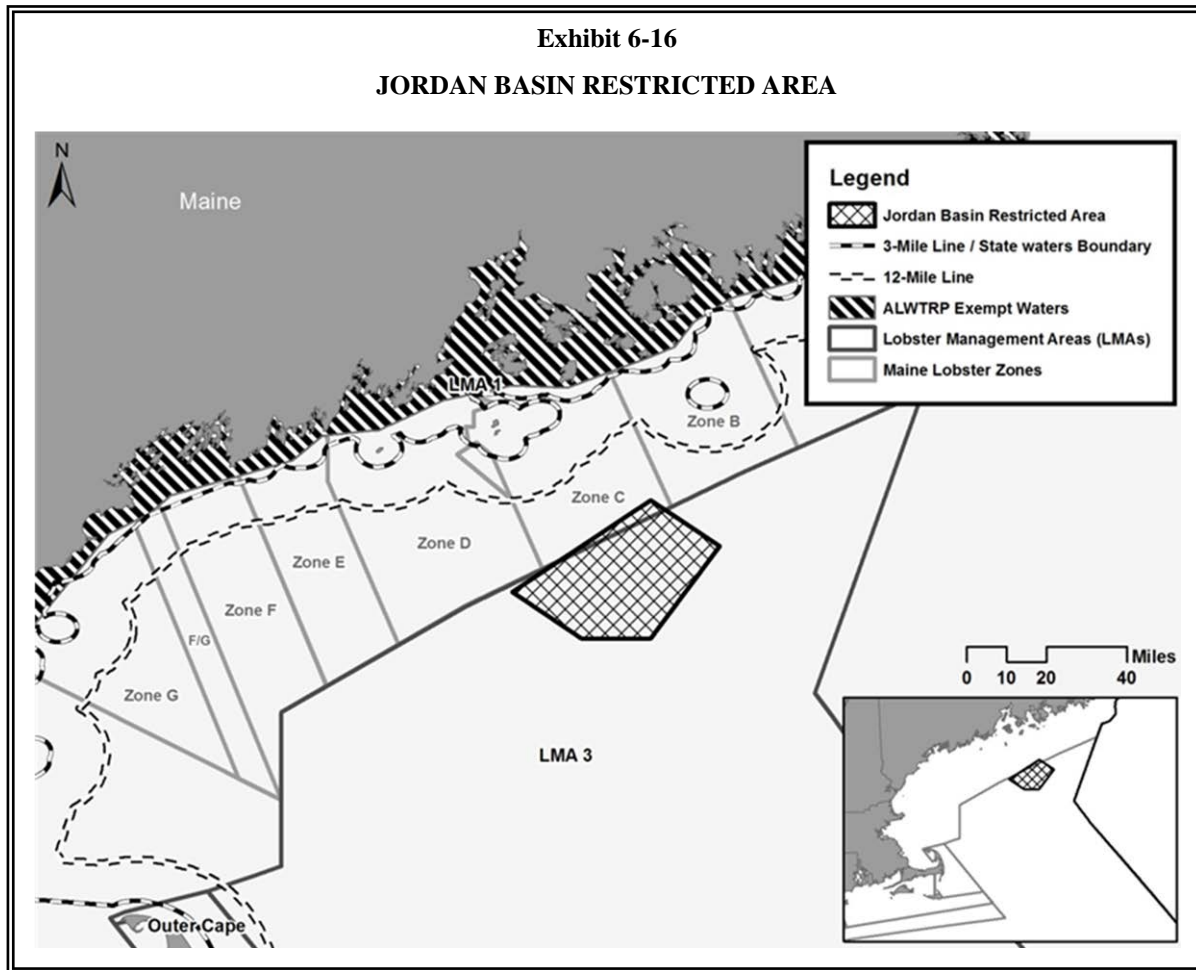 Exhibit 6-16
JORDAN BASIN RESTRICTED AREA
N
Maine
Legend
Jordan Basin Restricted Area
3-Mile Line / State waters Boundary
12-Mile Line
ALWTRP Exempt Waters
Lobster Management Areas (LMAs)
Maine Lobster Zones
LMA 1
Zone B
Zone C
Zone D
Zone E
Zone F
F/G
Zone G
Miles
0 10 20 40
LMA 3
Outer Cape